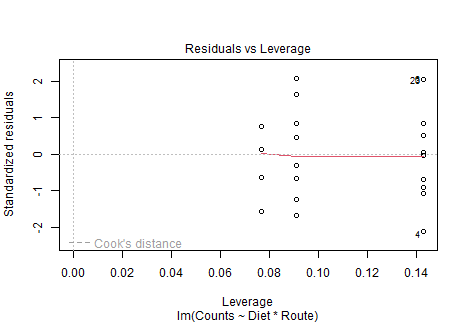 Residuals vs Leverage
Standardized residuals
2
1
0
-1
-2
4
Cook's distance
0.00 0.02 0.04 0.06 0.08 0.10 0.12 0.14
Leverage
lm(Counts ~ Diet * Route)